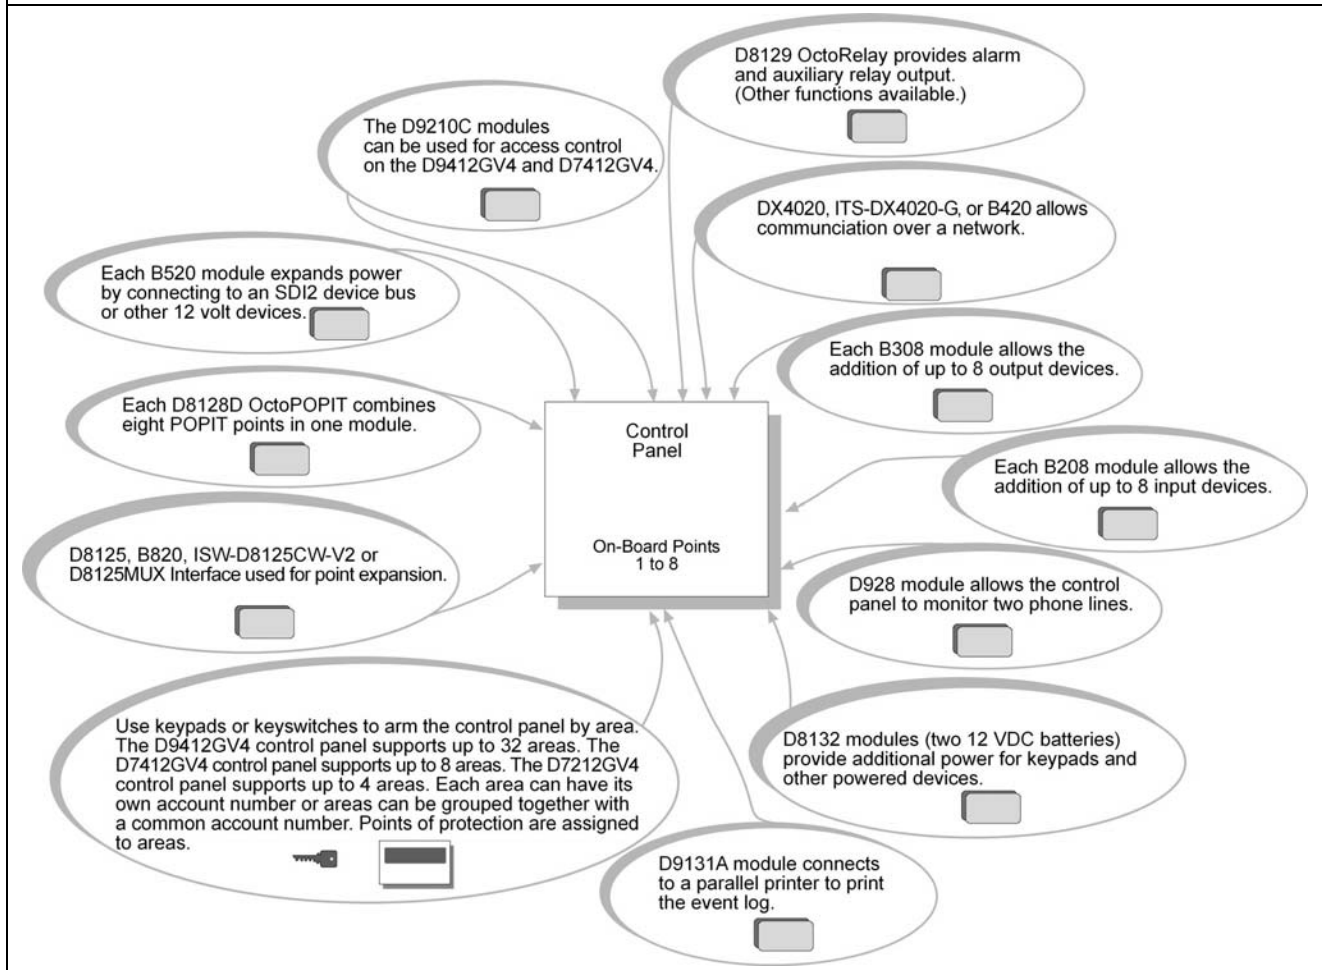 D8129 OctoRelay provides alarm
and auxiliary relay output.
(Other functions available.)
The D9210C modules
can be used for access control
on the D9412GV4 and D7412GV4.
DX4020, ITS-DX4020-G, or B420 allows
communciation over a network.
Each B520 module expands power
by connecting to an SDI2 device bus
or other 12 volt devices.
Each B308 module allows the
addition of up to 8 output devices.
Each D8128D OctoPOPIT combines
eight POPIT points in one module.
Control
Panel
On-Board Points
1 to 8
Each B208 module allows the
addition of up to 8 input devices.
D8125, B820, ISW-D8125CW-V2 or
D8125MUX Interface used for point expansion.
D928 module allows the control
panel to monitor two phone lines.
Use keypads or keyswitches to arm the control panel by area.
The D9412GV4 control panel supports up to 32 areas. The
D7412GV4 control panel supports up to 8 areas. The D7212GV4
control panel supports up to 4 areas. Each area can have its
own account number or areas can be grouped together with
a common account number. Points of protection are assigned
to areas.
D8132 modules (two 12 VDC batteries)
provide additional power for keypads and
other powered devices.
D9131A module connects
to a parallel printer to print
the event log.